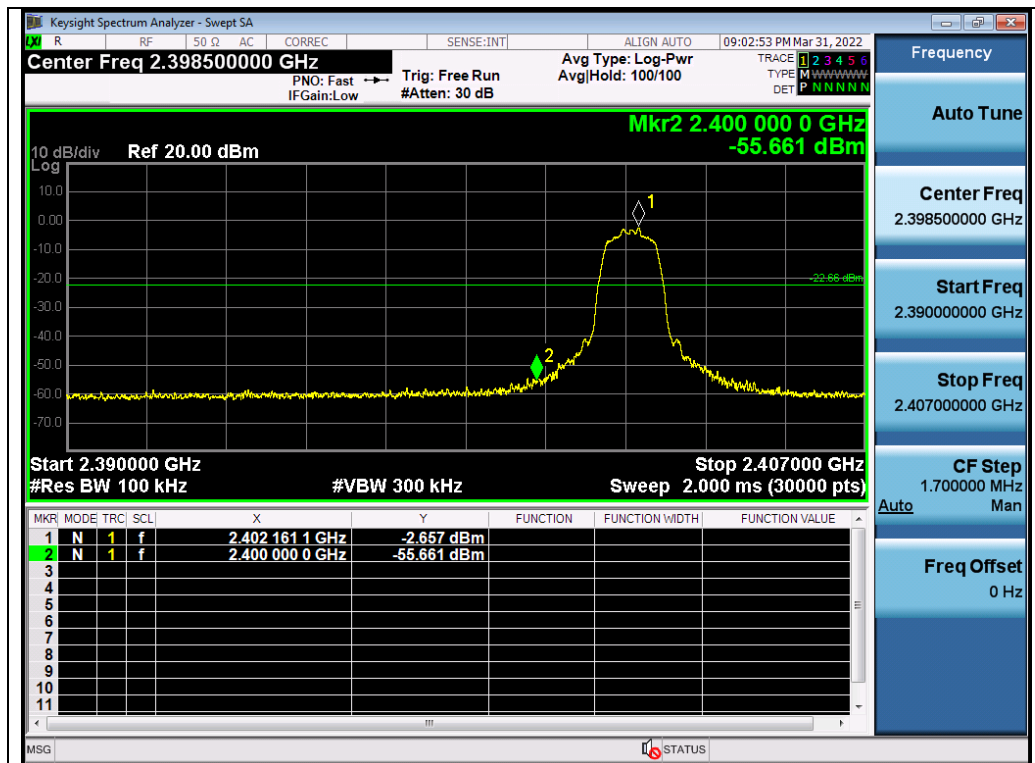 Keysight Spectrum Analyzer - Swept SA
LXI R RF 50 Ω AC CORREC SENSE:INT ALIGN AUTO 09:02:53 PM Mar 31, 2022
Center Freq 2.398500000 GHz
PNO: Fast
IFGain:Low
Trig: Free Run
#Atten: 30 dB
Avg Type: Log-Pwr
Avg|Hold: 100/100
TRACE 1 2 3 4 5 6
TYPE M WWWWW
DET P N N N N N
Mkr2 2.400 000 0 GHz
-55.661 dBm
10 dB/div Ref 20.00 dBm
Log
10.0
0.00
-10.0
-20.0
-30.0
-40.0
-50.0
-60.0
-70.0
1
-22.66 dBm
2
Start 2.390000 GHz Stop 2.407000 GHz
#Res BW 100 kHz #VBW 300 kHz Sweep 2.000 ms (30000 pts)
MKR MODE TRC SCL X Y FUNCTION FUNCTION WIDTH FUNCTION VALUE
1 N 1 f 2.402 161 1 GHz -2.657 dBm
2 N 1 f 2.400 000 0 GHz -55.661 dBm
3
4
5
6
7
8
9
10
11
MSG STATUS
Frequency
Auto Tune
Center Freq
2.398500000 GHz
Start Freq
2.390000000 GHz
Stop Freq
2.407000000 GHz
CF Step
1.700000 MHz
Auto Man
Freq Offset
0 Hz